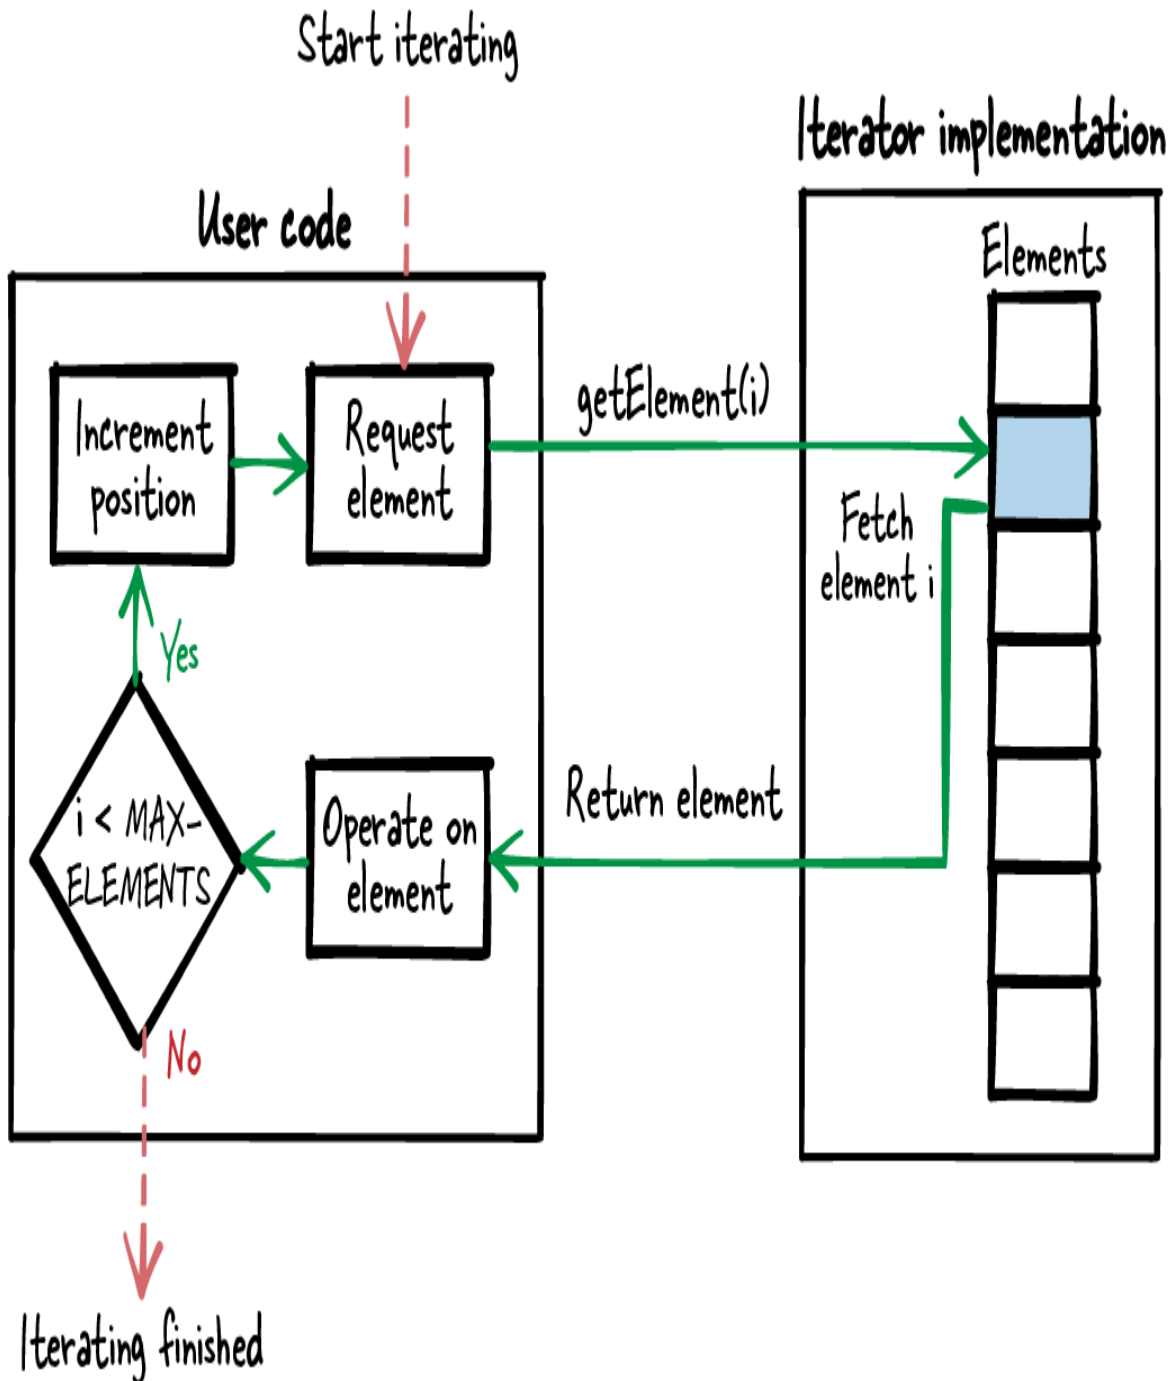 Start iterating
Iterator implementation
User code
Elements
Increment
position
Request
element
getElement(i)
Fetch
element i
Yes
i < MAX-
ELEMENTS
Operate on
element
Return element
No
Iterating finished